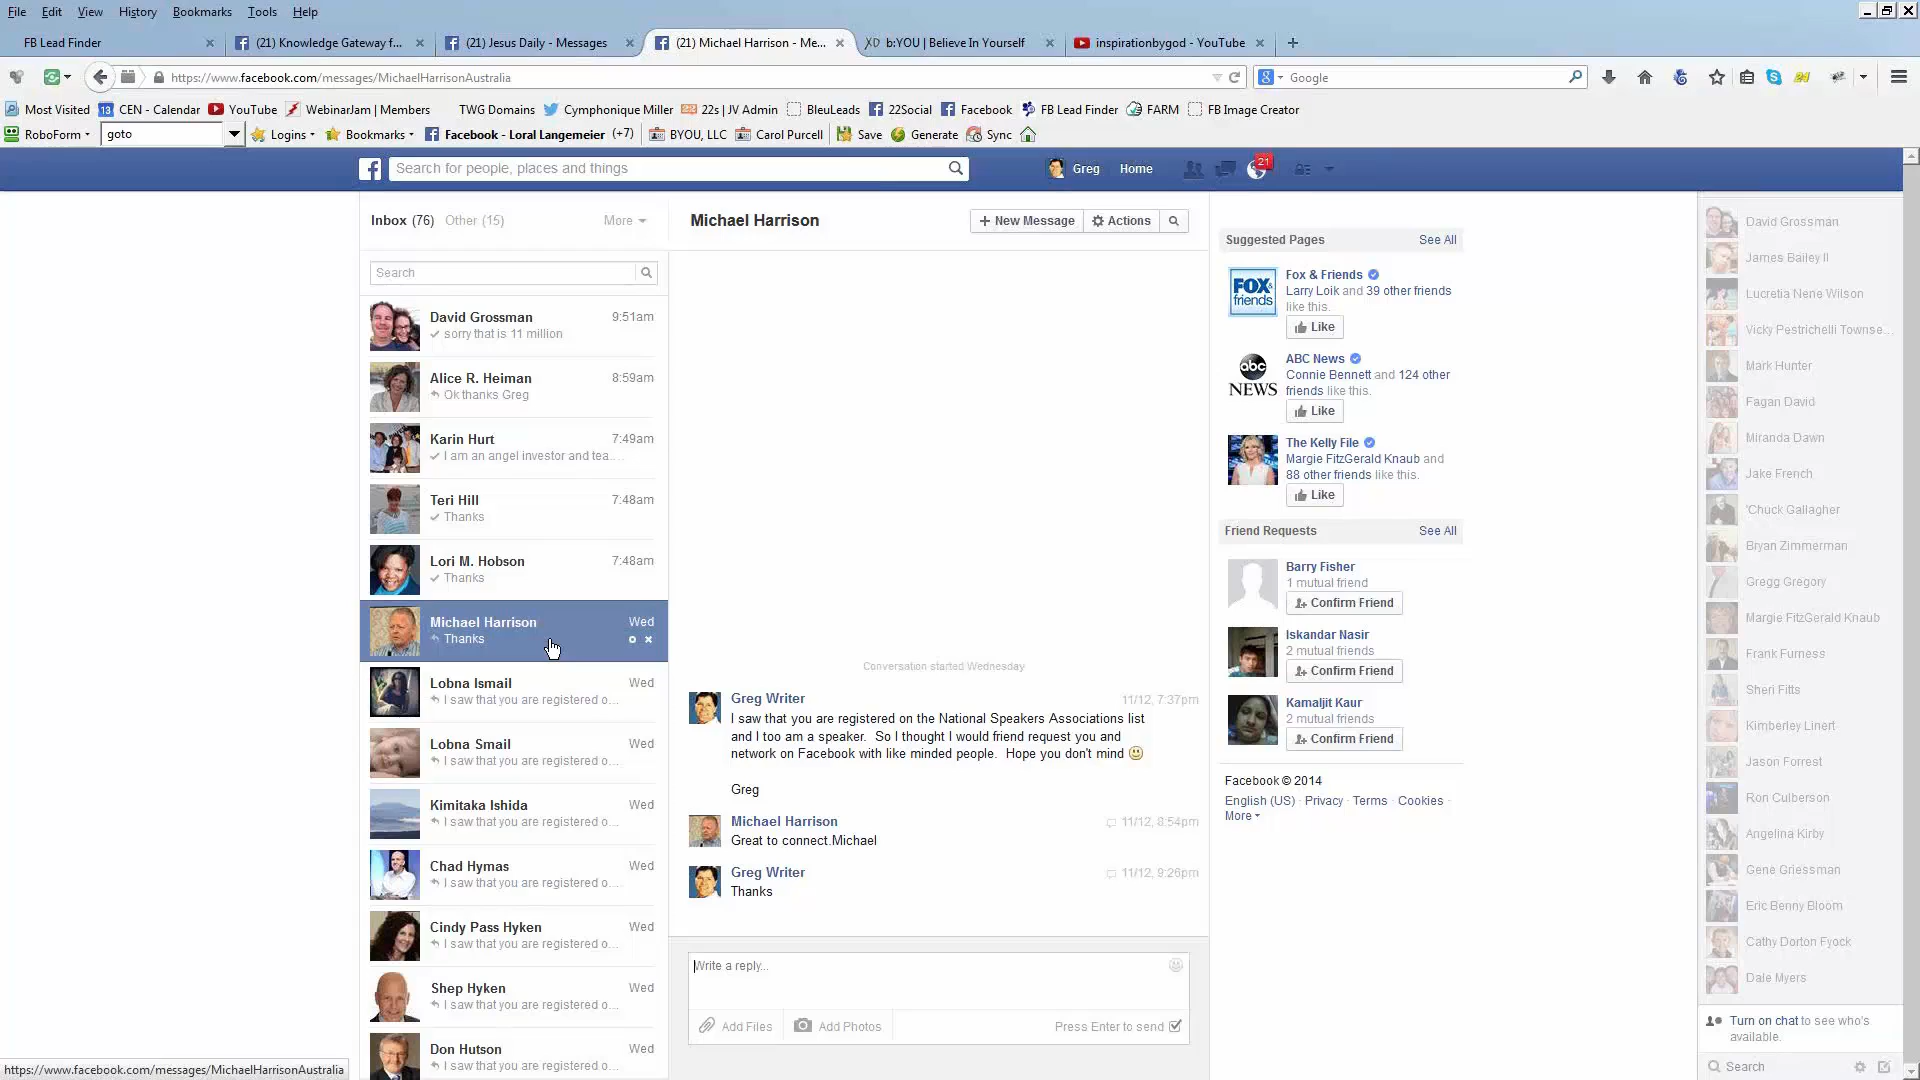 File Edit View History Bookmarks Tools Help
FB Lead Finder
(21) Knowledge Gateway f...
(21) Jesus Daily - Messages
(21) Michael Harrison - Me...
b:YOU | Believe In Yourself
inspirationbygod - YouTube
https://www.facebook.com/messages/MichaelHarrisonAustralia
Google
Most Visited CEN - Calendar YouTube WebinarJam | Members TWG Domains Cymphonique Miller 22s | JV Admin BleuLeads 22Social Facebook FB Lead Finder FARM FB Image Creator
RoboForm goto Logins Bookmarks Facebook - Loral Langemeier (+7) BYOU, LLC Carol Purcell Save Generate Sync
Search for people, places and things
Greg Home 21
Inbox (76) Other (15) More
Search
David Grossman 9:51am
sorry that is 11 million
Alice R. Heiman 8:59am
Ok thanks Greg
Karin Hurt 7:49am
I am an angel investor and tea...
Teri Hill 7:48am
Thanks
Lori M. Hobson 7:48am
Thanks
Michael Harrison Wed
Thanks
Lobna Ismail Wed
I saw that you are registered o...
Lobna Smail Wed
I saw that you are registered o...
Kimitaka Ishida Wed
I saw that you are registered o...
Chad Hymas Wed
I saw that you are registered o...
Cindy Pass Hyken Wed
I saw that you are registered o...
Shep Hyken Wed
I saw that you are registered o...
Don Hutson Wed
I saw that you are registered o...
https://www.facebook.com/messages/MichaelHarrisonAustralia
Michael Harrison
New Message Actions
Conversation started Wednesday
Greg Writer 11/12, 7:37pm
I saw that you are registered on the National Speakers Associations list
and I too am a speaker. So I thought I would friend request you and
network on Facebook with like minded people. Hope you don't mind
Greg
Michael Harrison 11/12, 8:54pm
Great to connect.Michael
Greg Writer 11/12, 9:26pm
Thanks
Write a reply...
Add Files Add Photos Press Enter to send
Suggested Pages See All
FOX & friends
Fox & Friends
Larry Loik and 39 other friends
like this.
Like
abc NEWS
ABC News
Connie Bennett and 124 other
friends like this.
Like
The Kelly File
Margie FitzGerald Knaub and
88 other friends like this.
Like
Friend Requests See All
Barry Fisher
1 mutual friend
Confirm Friend
Iskandar Nasir
2 mutual friends
Confirm Friend
Kamaljit Kaur
2 mutual friends
Confirm Friend
Facebook © 2014
English (US) · Privacy · Terms · Cookies ·
More
David Grossman
James Bailey II
Lucretia Nene Wilson
Vicky Pestrichelli Townse...
Mark Hunter
Fagan David
Miranda Dawn
Jake French
'Chuck Gallagher
Bryan Zimmerman
Gregg Gregory
Margie FitzGerald Knaub
Frank Furness
Sheri Fitts
Kimberley Linert
Jason Forrest
Ron Culberson
Angelina Kirby
Gene Griessman
Eric Benny Bloom
Cathy Dorton Fyock
Dale Myers
Turn on chat to see who's
available.
Search